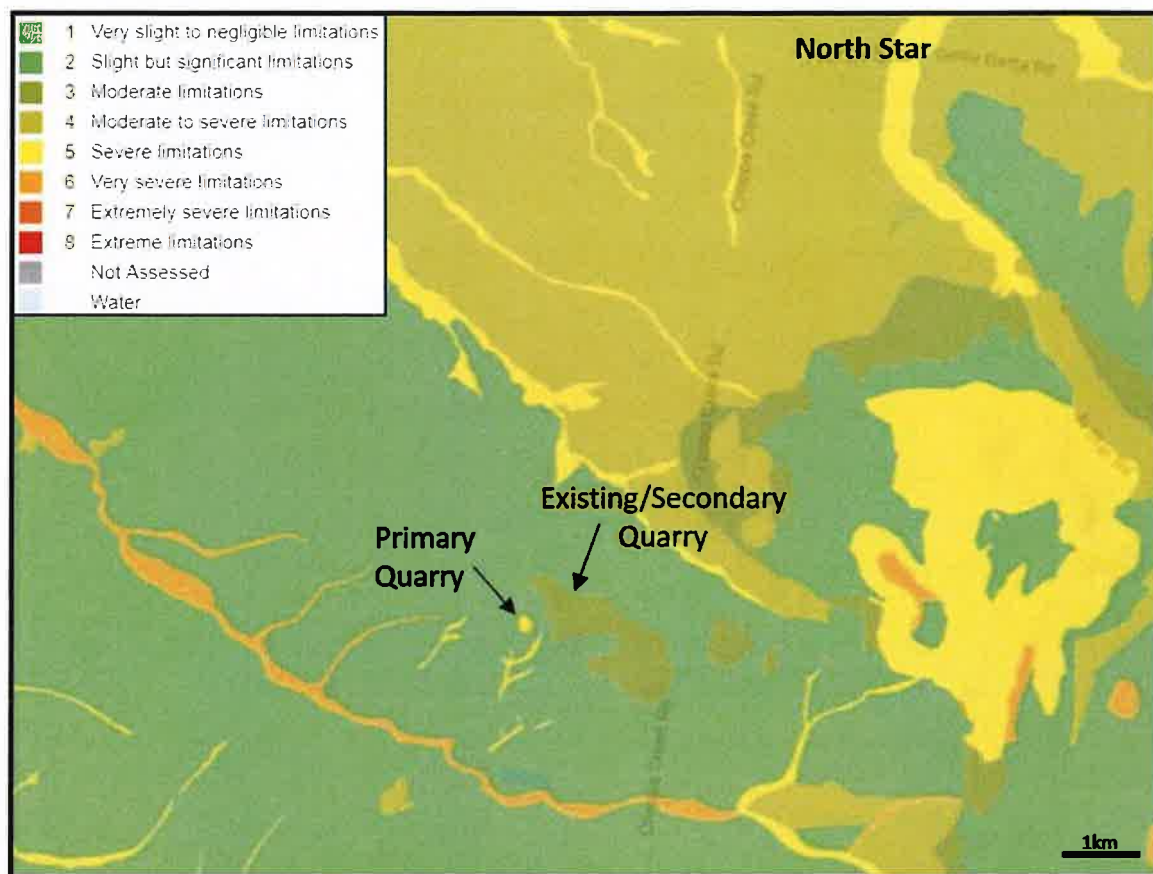 1 Very slight to negligible limitations
2 Slight but significant limitations
3 Moderate limitations
4 Moderate to severe limitations
5 Severe limitations
6 Very severe limitations
7 Extremely severe limitations
8 Extreme limitations
Not Assessed
Water
North Star
Existing/Secondary
Quarry
Primary
Quarry
1km